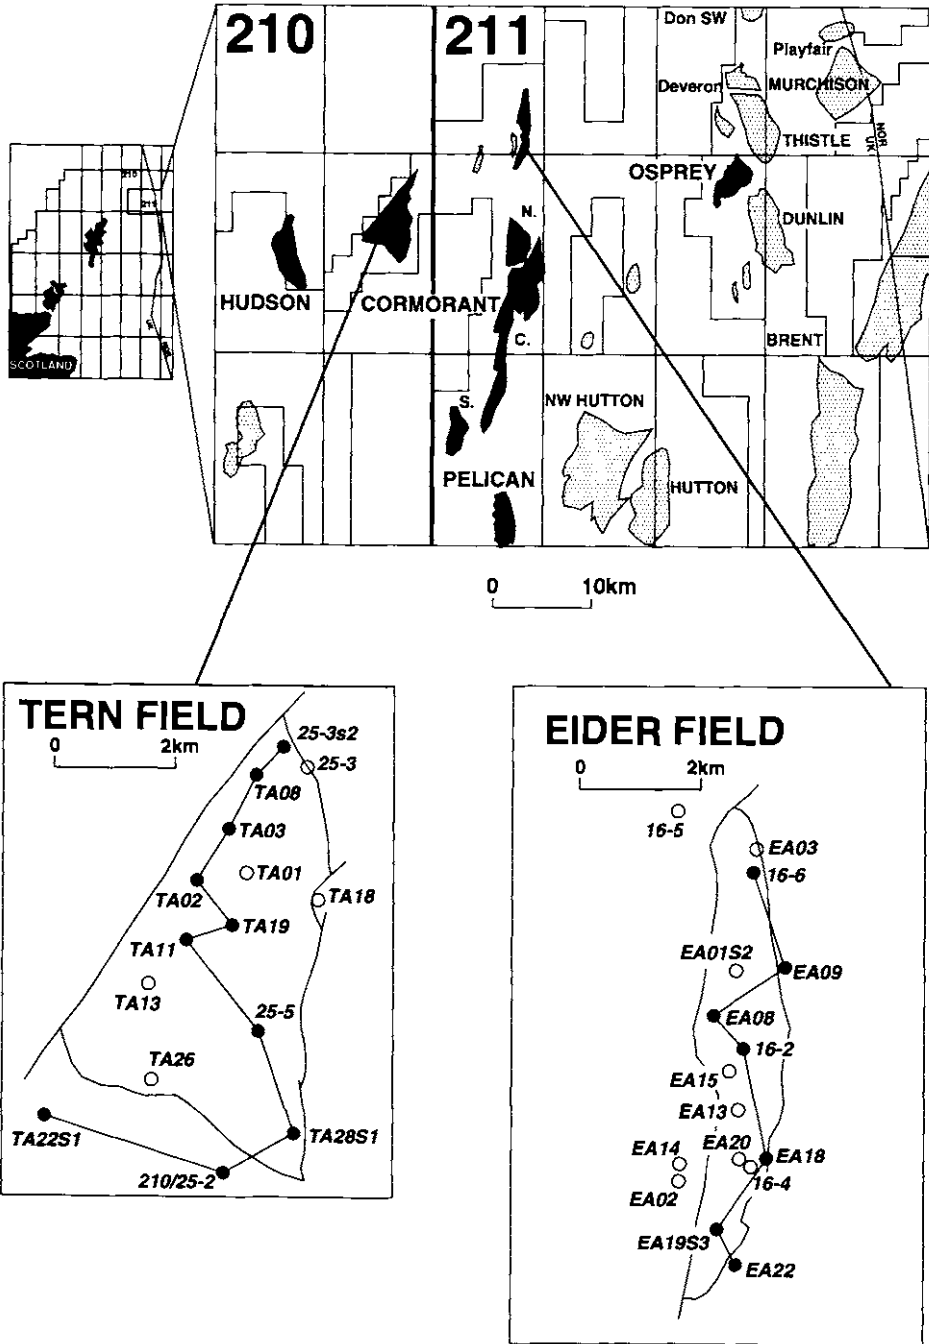 210
211
Don SW
Playfair
Deveron
MURCHISON
THISTLE
NOR
UK
OSPREY
N.
DUNLIN
HUDSON
CORMORANT
C.
BRENT
S.
NW HUTTON
PELICAN
HUTTON
210
211
SCOTLAND
0 10km
TERN FIELD
0 2km
25-3s2
25-3
TA08
TA03
TA01
TA02
TA18
TA19
TA11
TA13
25-5
TA26
TA22S1
TA28S1
210/25-2
EIDER FIELD
0 2km
16-5
EA03
16-6
EA01S2
EA09
EA08
16-2
EA15
EA13
EA14
EA20
EA18
EA02
16-4
EA19S3
EA22